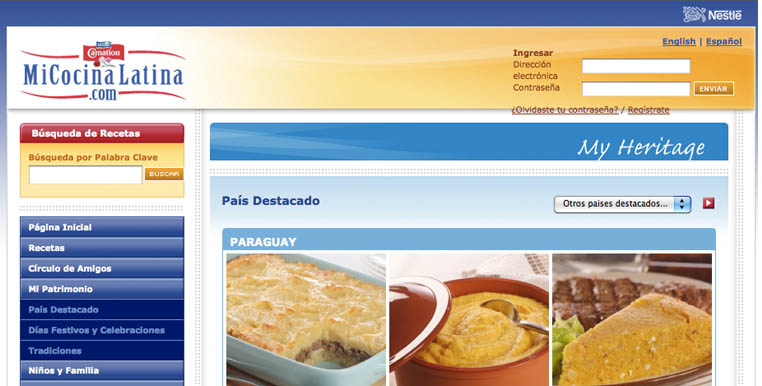 Nestlé
English | Español
Carnation
MiCocinaLatina
.com
Ingresar
Dirección
electrónica
Contraseña
ENVIAR
¿Olvidaste tu contraseña? / Regístrate
Búsqueda de Recetas
Búsqueda por Palabra Clave
BUSCAR
My Heritage
País Destacado
Otros paises destacados...
PARAGUAY
Página Inicial
Recetas
Círculo de Amigos
Mi Patrimonio
País Destacado
Días Festivos y Celebraciones
Tradiciones
Niños y Familia